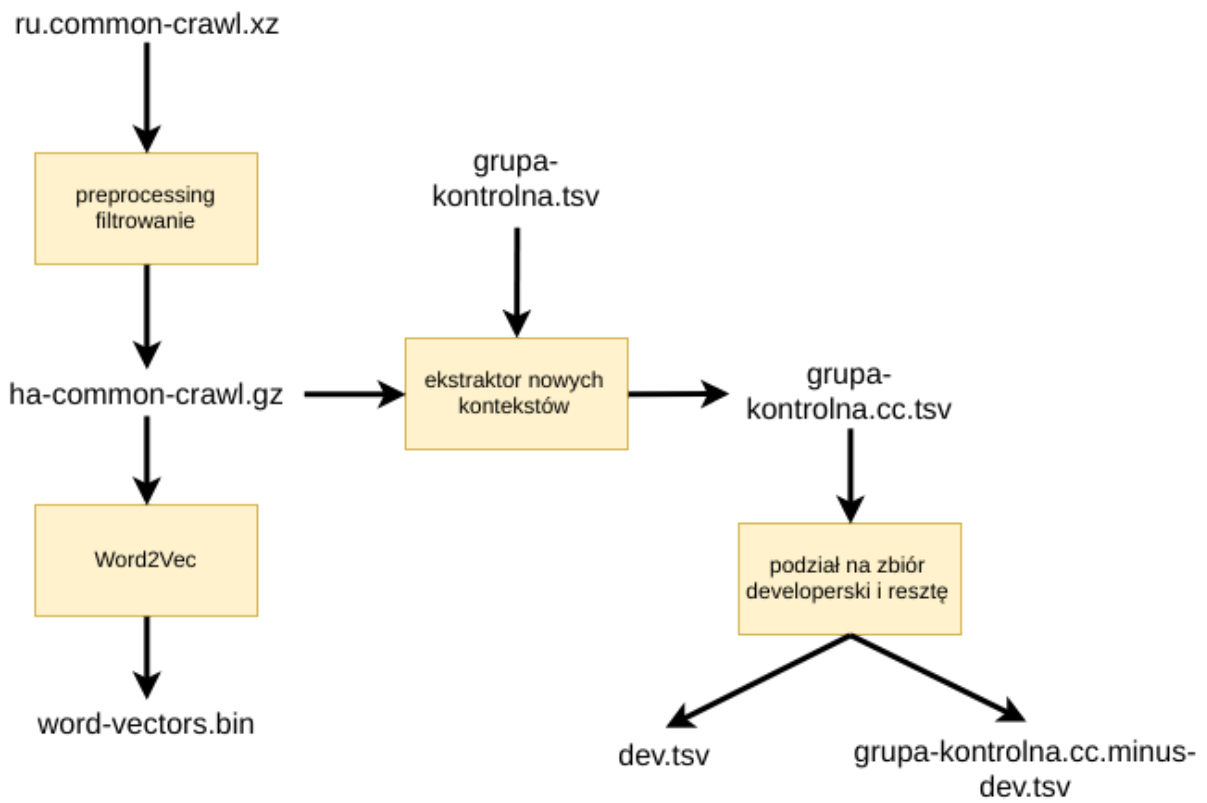 ru.common-crawl.xz
preprocessing
filtrowanie
grupa-
kontrolna.tsv
ha-common-crawl.gz
ekstraktor nowych
kontekstów
grupa-
kontrolna.cc.tsv
Word2Vec
podział na zbiór
developerski i resztę
word-vectors.bin
dev.tsv
grupa-kontrolna.cc.minus-
dev.tsv